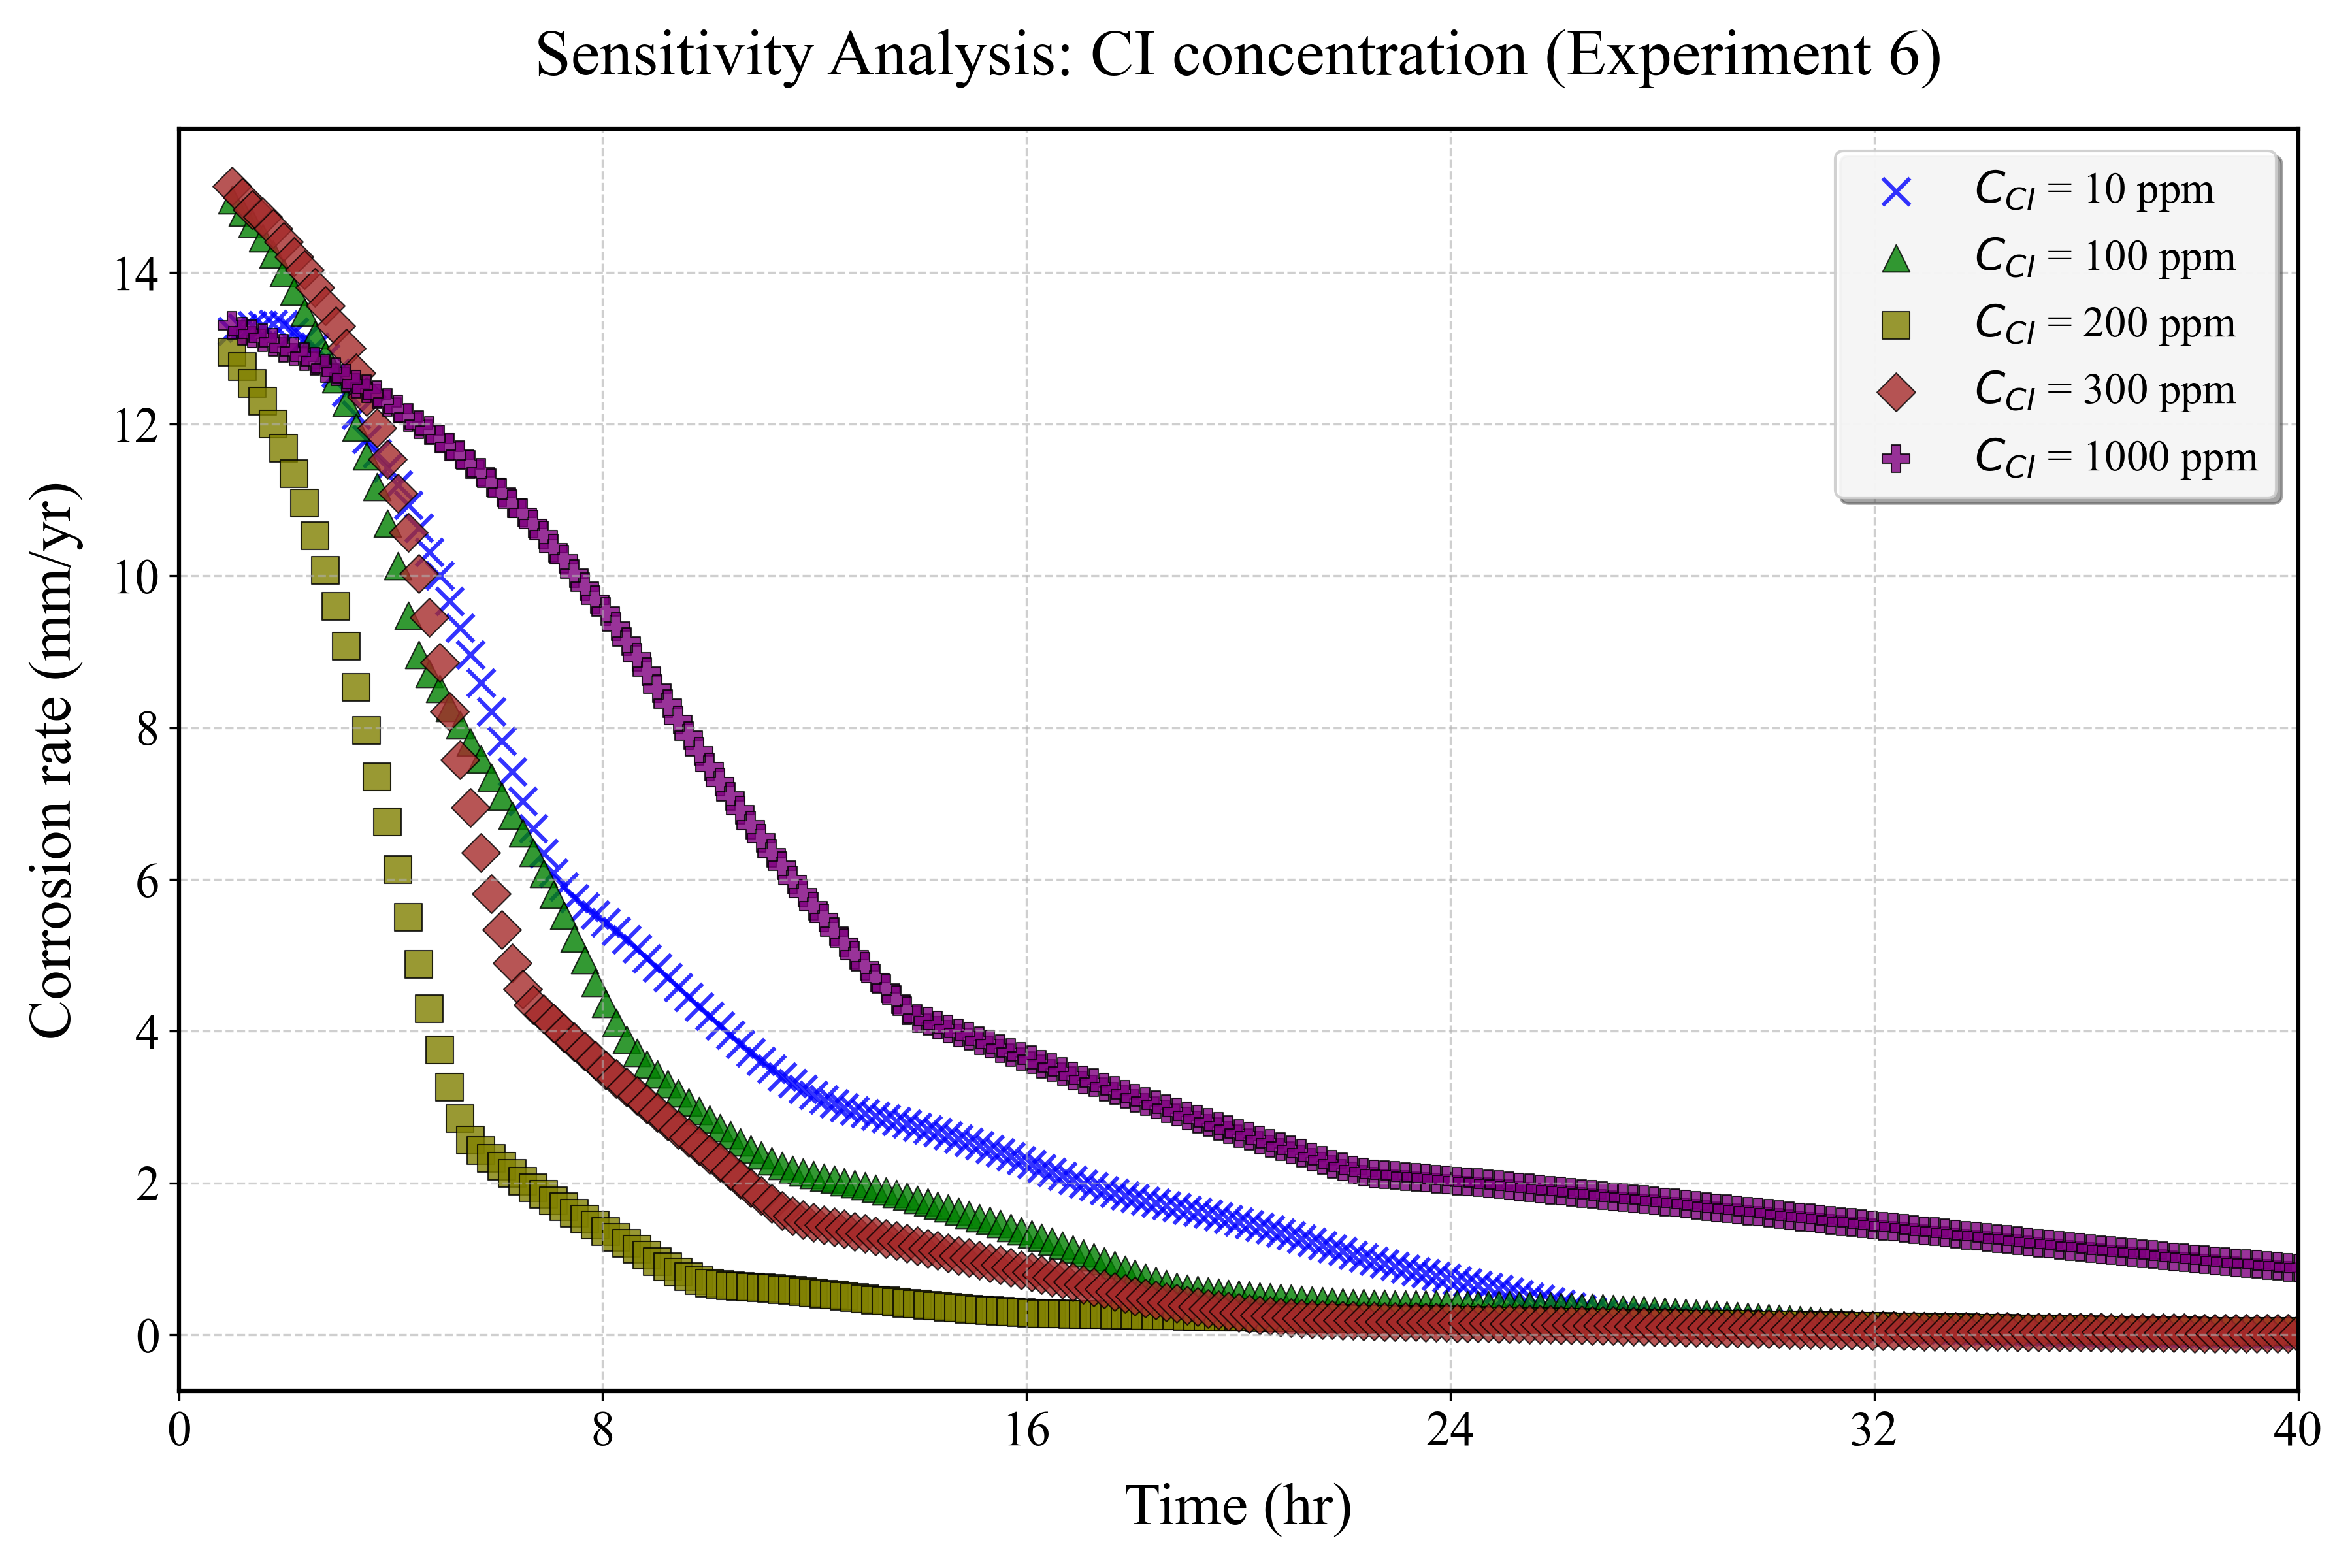 Sensitivity Analysis: CI concentration (Experiment 6)
Corrosion rate (mm/yr)
14
12
10
8
6
4
2
0
C_CI = 10 ppm
C_CI = 100 ppm
C_CI = 200 ppm
C_CI = 300 ppm
C_CI = 1000 ppm
0 8 16 24 32 40
Time (hr)